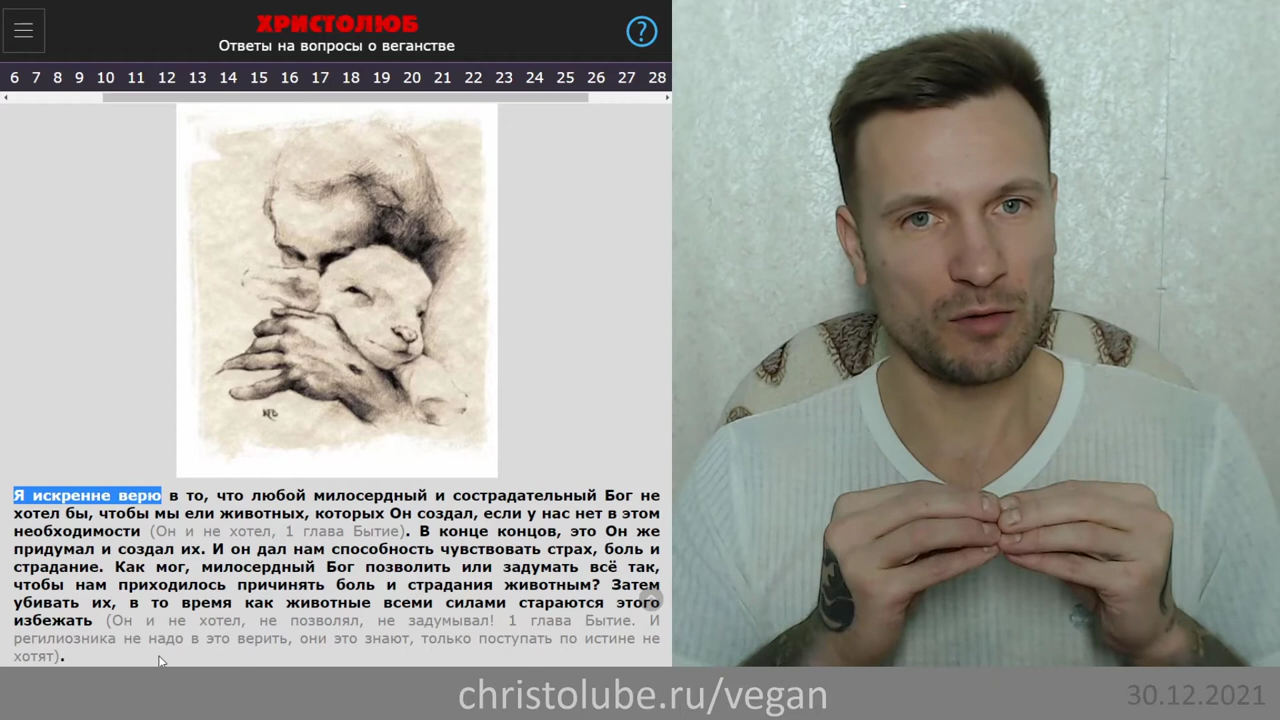 ХРИСТОЛЮБ
Ответы на вопросы о веганстве
?
6 7 8 9 10 11 12 13 14 15 16 17 18 19 20 21 22 23 24 25 26 27 28
Я искренне верю в то, что любой милосердный и сострадательный Бог не
хотел бы, чтобы мы ели животных, которых Он создал, если у нас нет в этом
необходимости (Он и не хотел, 1 глава Бытие). В конце концов, это Он же
придумал и создал их. И он дал нам способность чувствовать страх, боль и
страдание. Как мог, милосердный Бог позволить или задумать всё так,
чтобы нам приходилось причинять боль и страдания животным? Затем
убивать их, в то время как животные всеми силами стараются этого
избежать (Он и не хотел, не позволял, не задумывал! 1 глава Бытие. И
регилиозника не надо в это верить, они это знают, только поступать по истине не
хотят).
christolube.ru/vegan
30.12.2021